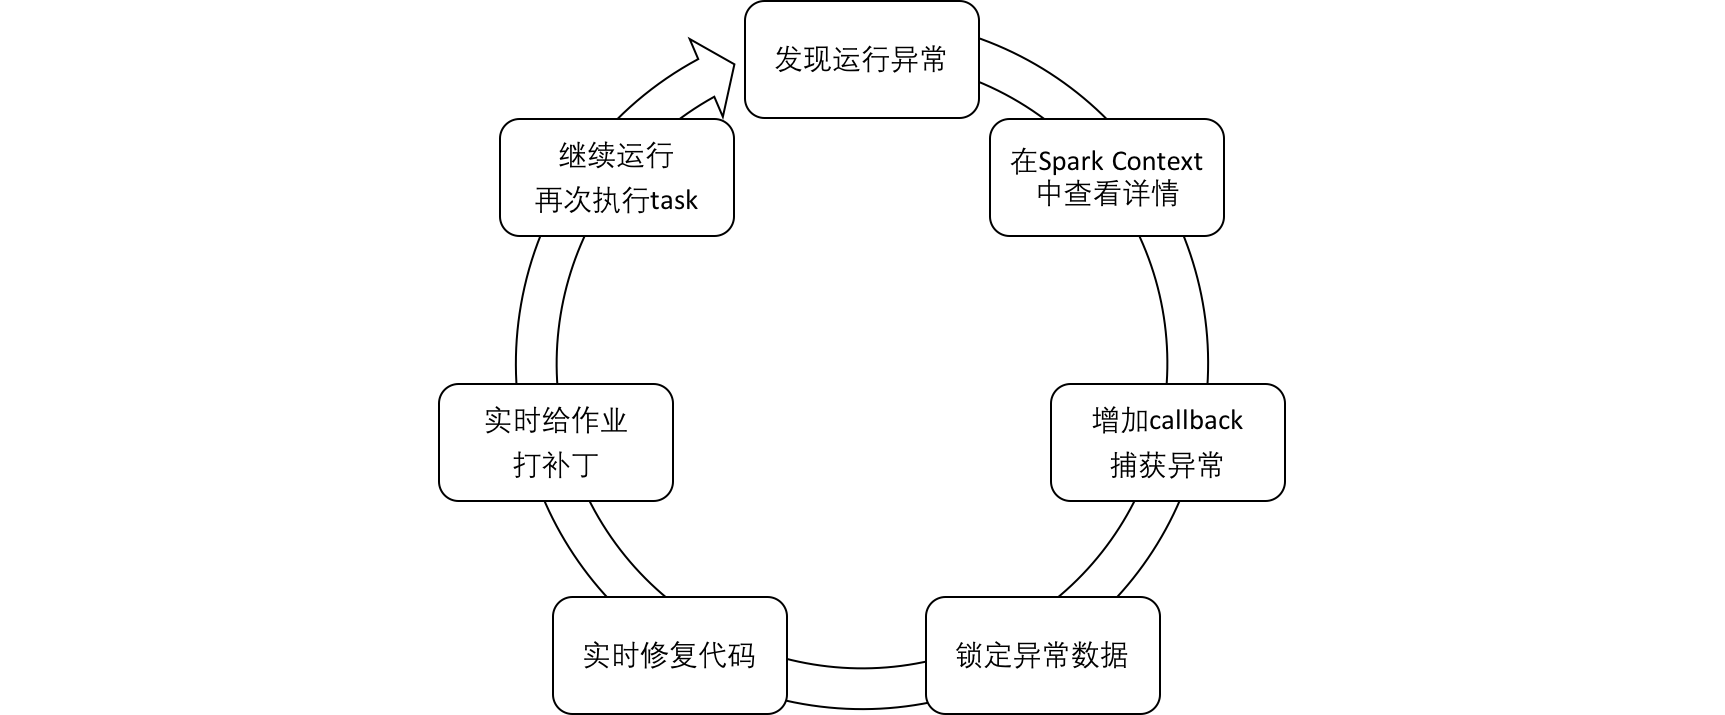 发现运行异常
在Spark Context
中查看详情
增加callback
捕获异常
锁定异常数据
实时修复代码
实时给作业
打补丁
继续运行
再次执行task